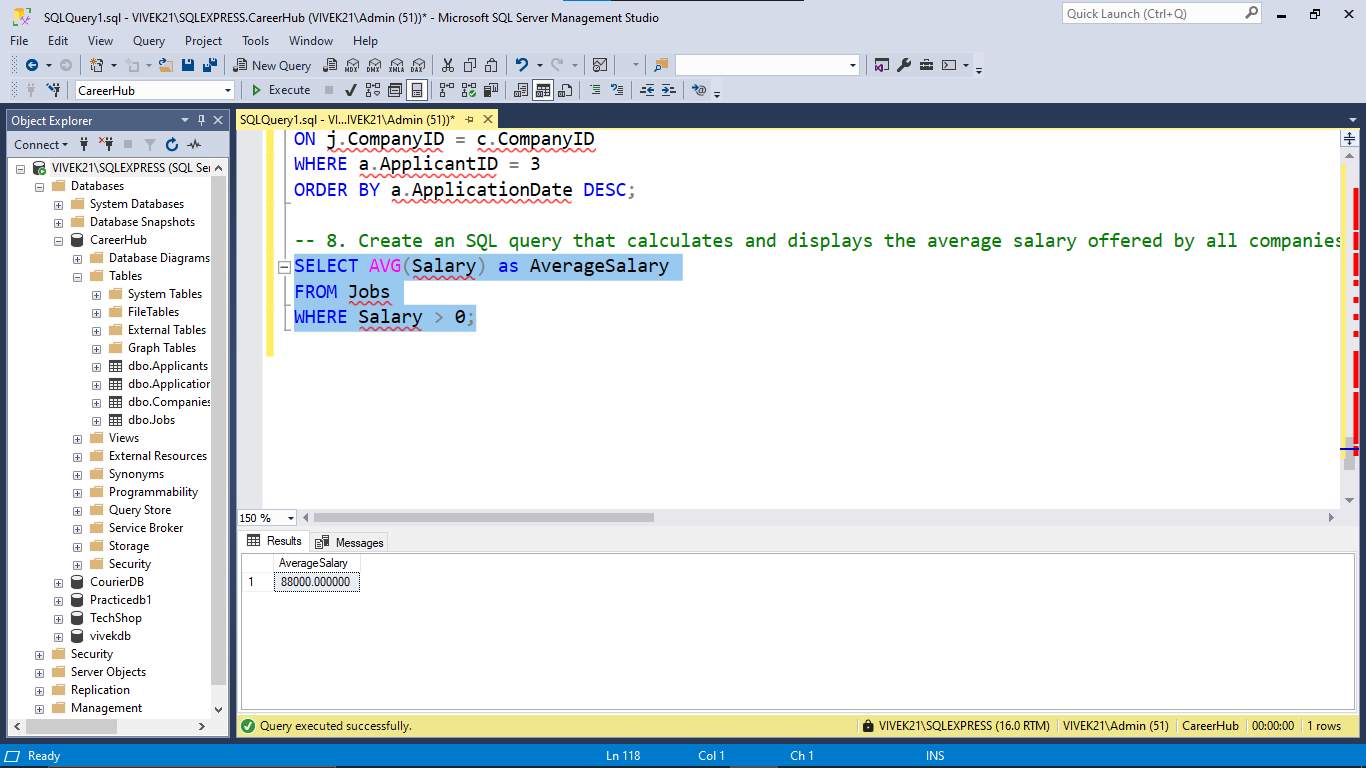 SQLQuery1.sql - VIVEK21\SQLEXPRESS.CareerHub (VIVEK21\Admin (51))* - Microsoft SQL Server Management Studio
Quick Launch (Ctrl+Q)
File Edit View Query Project Tools Window Help
New Query MDX DMX XMLA DAX
CareerHub Execute
Object Explorer
Connect
VIVEK21\SQLEXPRESS (SQL Ser
Databases
System Databases
Database Snapshots
CareerHub
Database Diagrams
Tables
System Tables
FileTables
External Tables
Graph Tables
dbo.Applicants
dbo.Application
dbo.Companies
dbo.Jobs
Views
External Resources
Synonyms
Programmability
Query Store
Service Broker
Storage
Security
CourierDB
Practicedb1
TechShop
vivekdb
Security
Server Objects
Replication
Management
SQLQuery1.sql - VI...IVEK21\Admin (51))*
ON j.CompanyID = c.CompanyID
WHERE a.ApplicantID = 3
ORDER BY a.ApplicationDate DESC;
-- 8. Create an SQL query that calculates and displays the average salary offered by all companies
SELECT AVG(Salary) as AverageSalary
FROM Jobs
WHERE Salary > 0;
150 %
Results Messages
AverageSalary
1 88000.000000
Query executed successfully. VIVEK21\SQLEXPRESS (16.0 RTM) VIVEK21\Admin (51) CareerHub 00:00:00 1 rows
Ready Ln 118 Col 1 Ch 1 INS